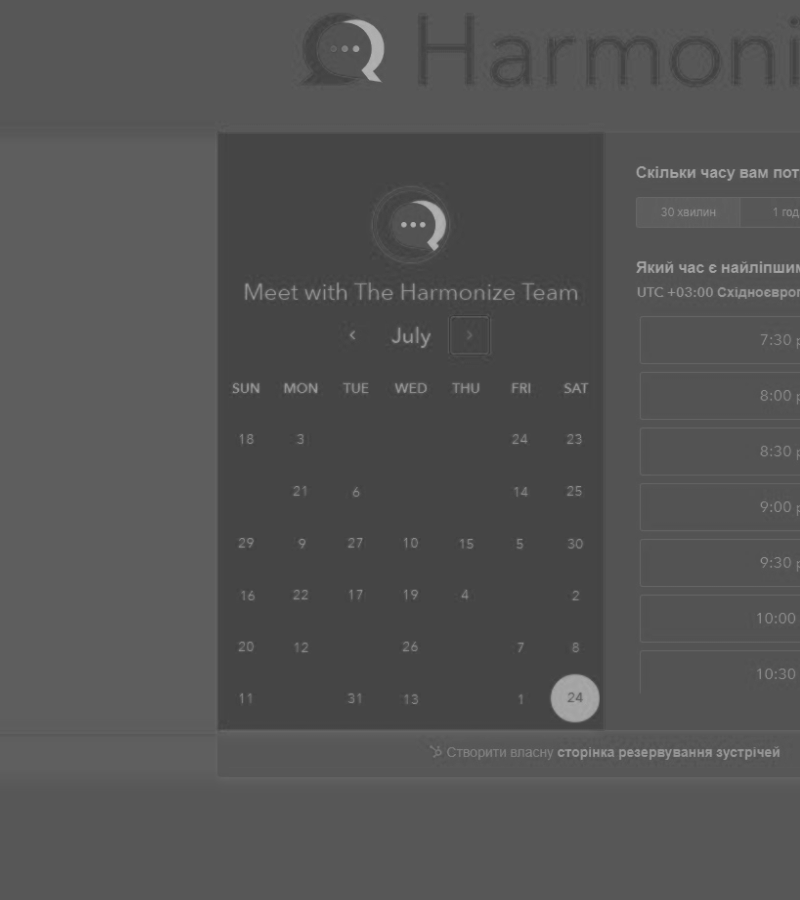 Harmoni
Meet with The Harmonize Team
July
SUN MON TUE WED THU FRI SAT
18 3 24 23
21 6 14 25
29 9 27 10 15 5 30
16 22 17 19 4 2
20 12 26 7 8
11 31 13 1 24
Скільки часу вам пот
30 хвилин 1 год
Який час є найліпшим
UTC +03:00 Східноєвроп
7:30 p
8:00 p
8:30 p
9:00 p
9:30 p
10:00
10:30
Створити власну сторінка резервування зустрічей